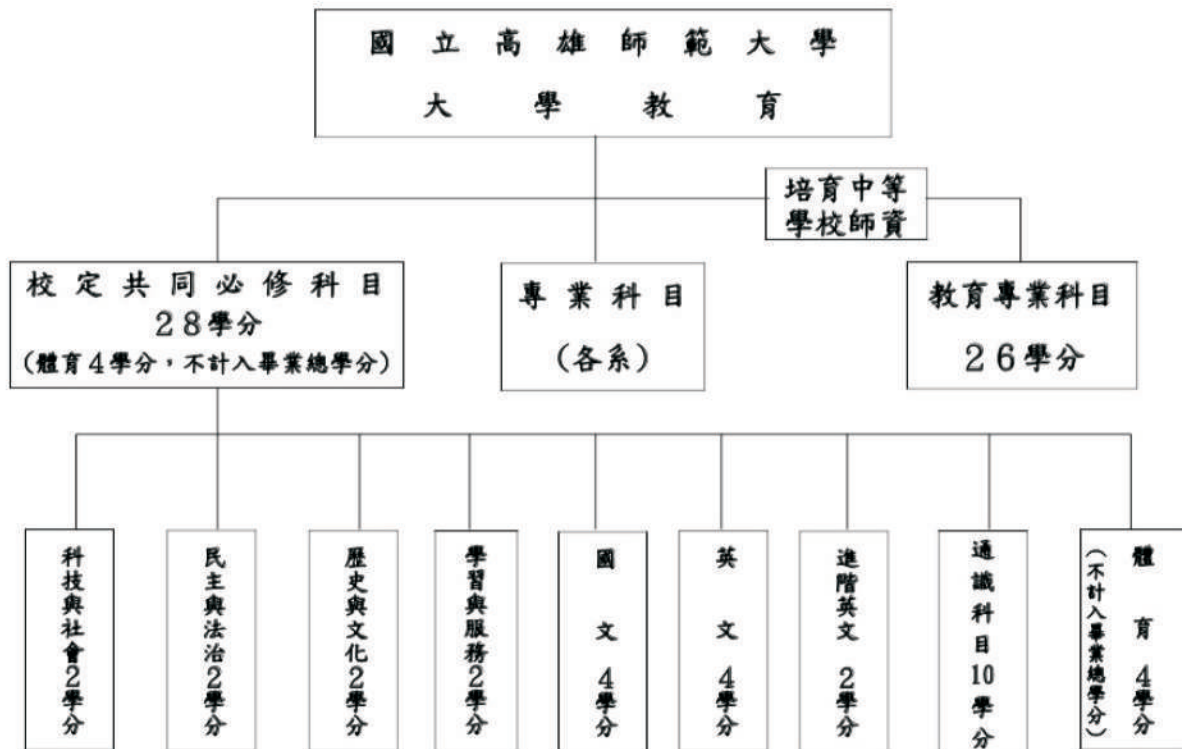 國立高雄師範大學
大學教育
培育中等
學校師資
校定共同必修科目
28學分
(體育4學分，不計入畢業總學分)
專業科目
(各系)
教育專業科目
26學分
科技與社會2學分
民主與法治2學分
歷史與文化2學分
學習與服務2學分
國文 4學分
英文 4學分
進階英文 2學分
通識科目10學分
體育 4學分
(不計入畢業總學分)